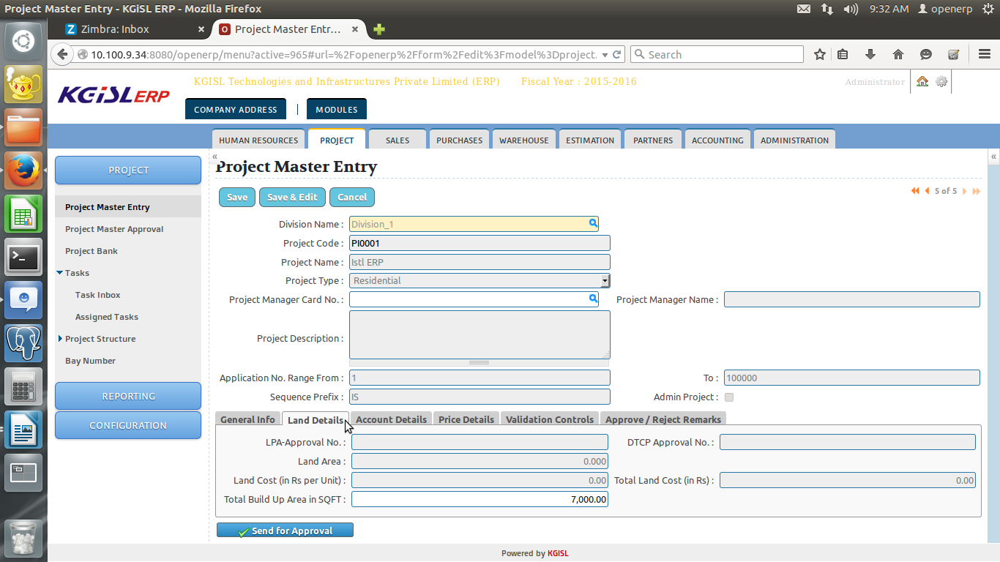 Project Master Entry - KGiSL ERP - Mozilla Firefox
9:32 AM openerp
Zimbra: Inbox
Project Master Entr...
10.100.9.34:8080/openerp/menu?active=965#url=%2Fopenerp%2Fform%2Fedit%3Fmodel%3Dproject.
Search
KGISL Technologies and Infrastructures Private Limited (ERP) Fiscal Year : 2015-2016
Administrator
KGiSL ERP
COMPANY ADDRESS | MODULES
HUMAN RESOURCES PROJECT SALES PURCHASES WAREHOUSE ESTIMATION PARTNERS ACCOUNTING ADMINISTRATION
PROJECT
Project Master Entry
Project Master Approval
Project Bank
Tasks
Task Inbox
Assigned Tasks
Project Structure
Bay Number
REPORTING
CONFIGURATION
« «
Project Master Entry
Save Save & Edit Cancel
5 of 5
Division Name : Division_1
Project Code : PI0001
Project Name : Istl ERP
Project Type : Residential
Project Manager Card No. : Project Manager Name :
Project Description :
Application No. Range From : 1 To : 100000
Sequence Prefix : IS Admin Project :
General Info Land Details Account Details Price Details Validation Controls Approve / Reject Remarks
LPA-Approval No. : DTCP Approval No. :
Land Area : 0.000
Land Cost (in Rs per Unit) : 0.00 Total Land Cost (in Rs) : 0.00
Total Build Up Area in SQFT : 7,000.00
Send for Approval
Powered by KGISL